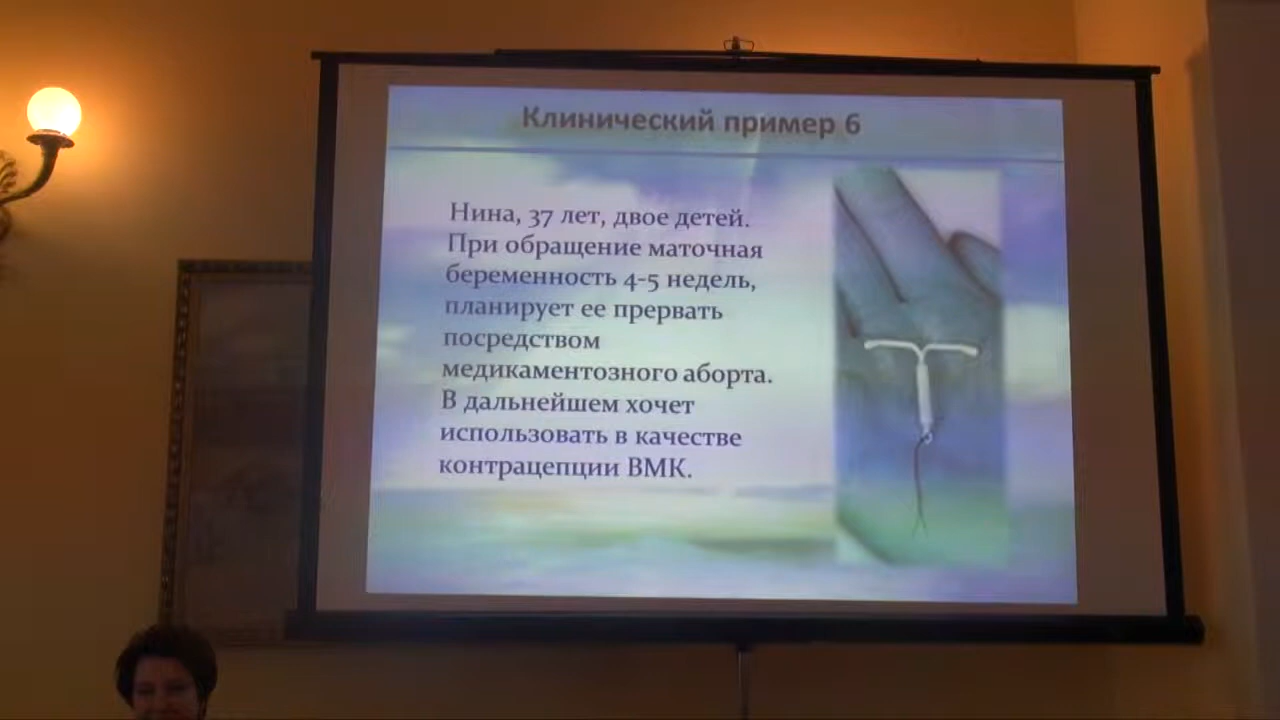 Клинический пример 6
Нина, 37 лет, двое детей.
При обращение маточная
беременность 4-5 недель,
планирует ее прервать
посредством
медикаментозного аборта.
В дальнейшем хочет
использовать в качестве
контрацепции ВМК.